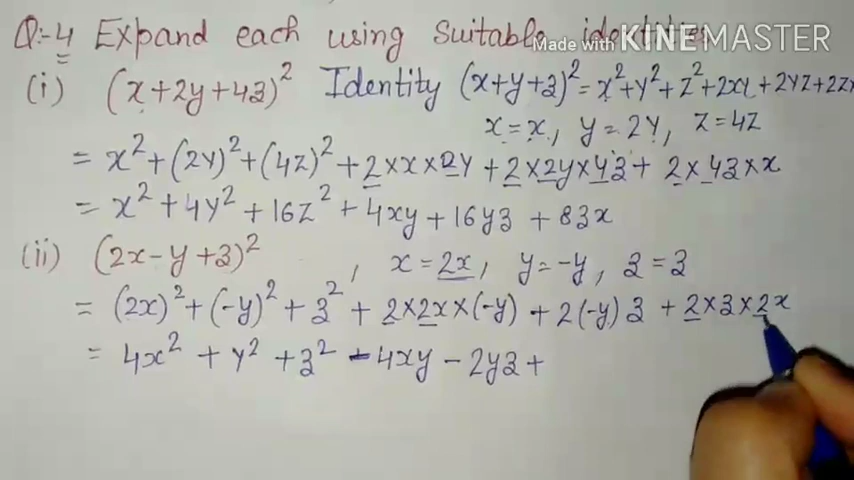 Q:-4 Expand each using Suitable identities
Made with KINEMASTER
(i) (x+2y+4z)² Identity (x+y+z)² = x²+y²+z²+2xy+2yz+2zx
x = x, y = 2y, z = 4z
= x² + (2y)² + (4z)² + 2×x×2y + 2×2y×4z + 2×4z×x
= x² + 4y² + 16z² + 4xy + 16yz + 8zx
(ii) (2x-y+z)² , x = 2x, y = -y, z = z
= (2x)² + (-y)² + z² + 2×2x×(-y) + 2(-y)z + 2×z×2x
= 4x² + y² + z² - 4xy - 2yz +